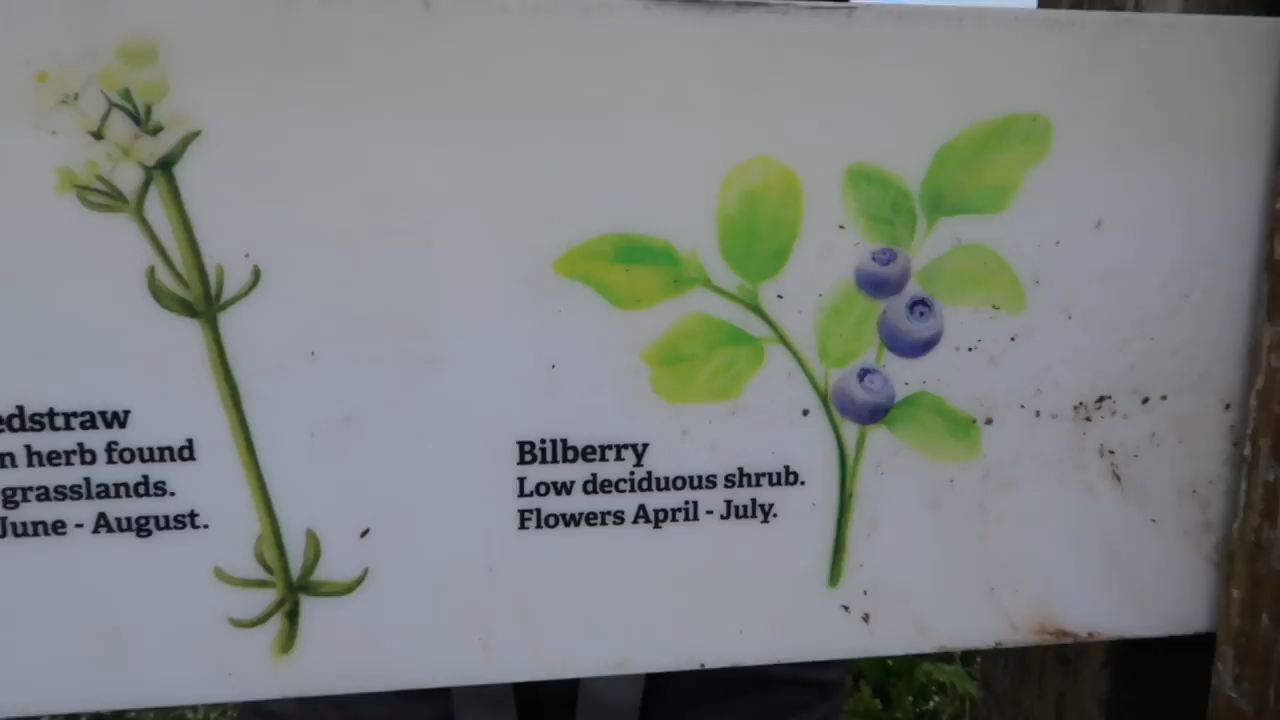 edstraw
n herb found
grasslands.
June - August.
Bilberry
Low deciduous shrub.
Flowers April - July.